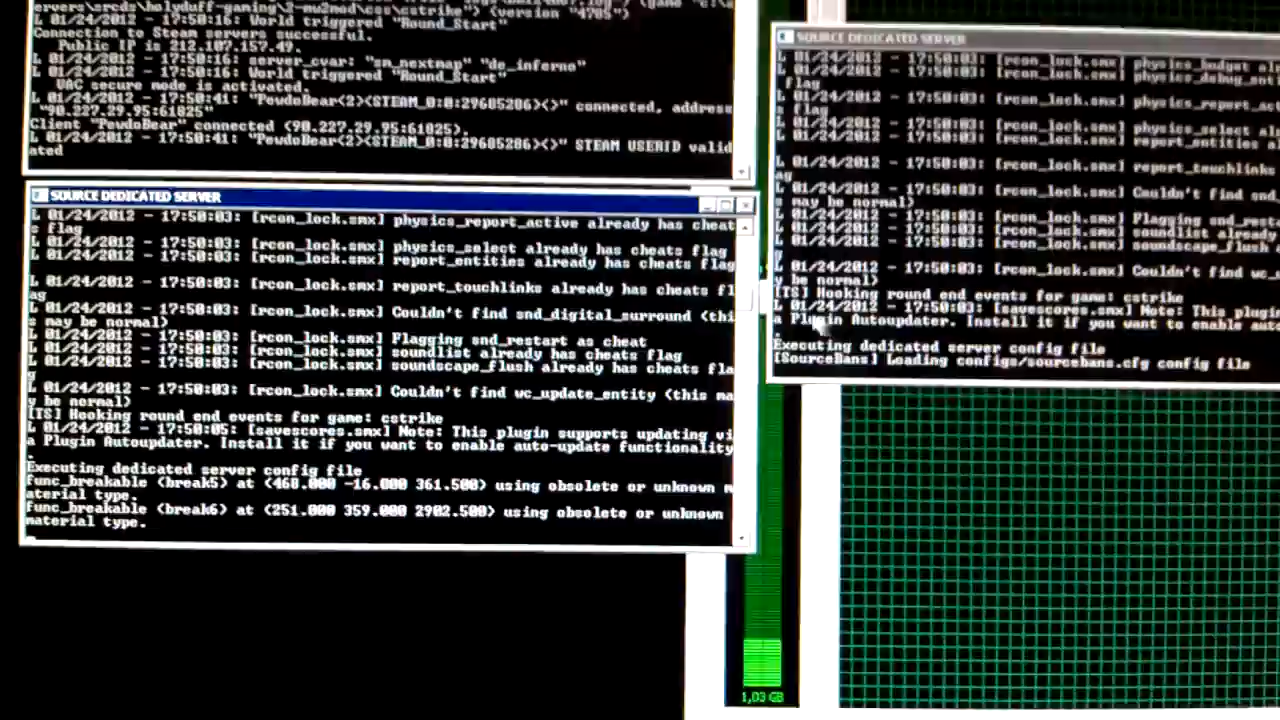 servers\srcds\holyduff-gaming\2-mw2mod\css\cstrike") (version "4705")
L 01/24/2012 - 17:50:16: World triggered "Round_Start"
Connection to Steam servers successful.
Public IP is 212.107.157.49.
L 01/24/2012 - 17:50:16: server_cvar: "sm_nextmap" "de_inferno"
L 01/24/2012 - 17:50:16: World triggered "Round_Start"
VAC secure mode is activated.
L 01/24/2012 - 17:50:41: "PewdoBear<2><STEAM_0:0:29605286><>" connected, address
"90.227.29.95:61025"
Client "PewdoBear" connected (90.227.29.95:61025).
L 01/24/2012 - 17:50:41: "PewdoBear<2><STEAM_0:0:29605286><>" STEAM USERID valid
ated
SOURCE DEDICATED SERVER
L 01/24/2012 - 17:50:03: [rcon_lock.smx] physics_report_active already has cheat
s flag
L 01/24/2012 - 17:50:03: [rcon_lock.smx] physics_select already has cheats flag
L 01/24/2012 - 17:50:03: [rcon_lock.smx] report_entities already has cheats flag
L 01/24/2012 - 17:50:03: [rcon_lock.smx] report_touchlinks already has cheats fl
ag
L 01/24/2012 - 17:50:03: [rcon_lock.smx] Couldn't find snd_digital_surround (thi
s may be normal)
L 01/24/2012 - 17:50:03: [rcon_lock.smx] Flagging snd_restart as cheat
L 01/24/2012 - 17:50:03: [rcon_lock.smx] soundlist already has cheats flag
L 01/24/2012 - 17:50:03: [rcon_lock.smx] soundscape_flush already has cheats fla
g
L 01/24/2012 - 17:50:03: [rcon_lock.smx] Couldn't find wc_update_entity (this ma
y be normal)
[TS] Hooking round end events for game: cstrike
L 01/24/2012 - 17:50:05: [savescores.smx] Note: This plugin supports updating vi
a Plugin Autoupdater. Install it if you want to enable auto-update functionality
.
Executing dedicated server config file
func_breakable (break5) at (468.000 -16.000 361.500) using obsolete or unknown m
aterial type.
func_breakable (break6) at (251.000 359.000 2902.500) using obsolete or unknown
material type.
SOURCE DEDICATED SERVER
L 01/24/2012 - 17:50:03: [rcon_lock.smx] physics_budget al
L 01/24/2012 - 17:50:03: [rcon_lock.smx] physics_debug_ent
flag
L 01/24/2012 - 17:50:03: [rcon_lock.smx] physics_report_ac
flag
L 01/24/2012 - 17:50:03: [rcon_lock.smx] physics_select al
L 01/24/2012 - 17:50:03: [rcon_lock.smx] report_entities a
L 01/24/2012 - 17:50:03: [rcon_lock.smx] report_touchlinks
ag
L 01/24/2012 - 17:50:03: [rcon_lock.smx] Couldn't find snd
s may be normal)
L 01/24/2012 - 17:50:03: [rcon_lock.smx] Flagging snd_rest
L 01/24/2012 - 17:50:03: [rcon_lock.smx] soundlist already
L 01/24/2012 - 17:50:03: [rcon_lock.smx] soundscape_flush
g
L 01/24/2012 - 17:50:03: [rcon_lock.smx] Couldn't find wc_
y be normal)
[TS] Hooking round end events for game: cstrike
L 01/24/2012 - 17:50:03: [savescores.smx] Note: This plugi
a Plugin Autoupdater. Install it if you want to enable aut
.
Executing dedicated server config file
[SourceBans] Loading configs/sourcebans.cfg config file
1,03 GB